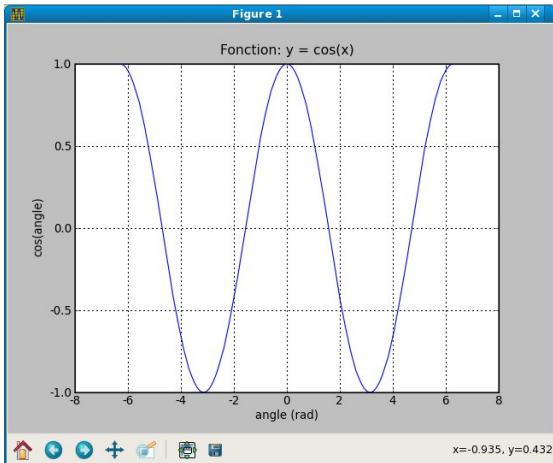 Figure 1
Fonction: y = cos(x)
1.0
0.5
0.0
-0.5
-1.0
cos(angle)
-8 -6 -4 -2 0 2 4 6 8
angle (rad)
x=-0.935, y=0.432